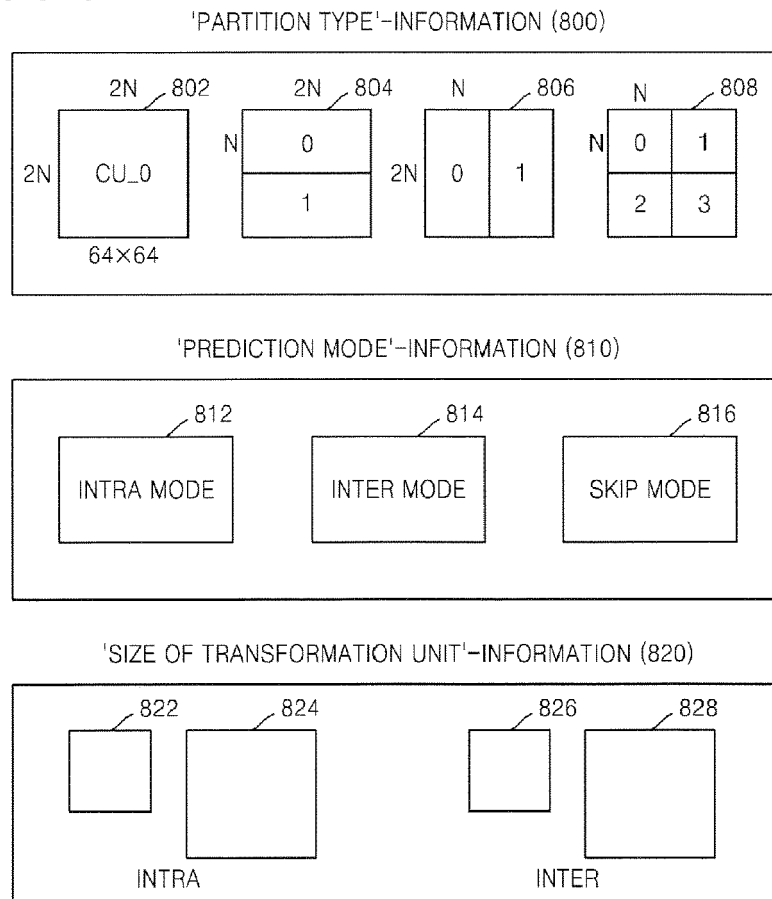 'PARTITION TYPE'-INFORMATION (800)
2N 802 2N 804 N 806 N 808
2N CU_0 N 0 1 2N 0 1 N 0 1 2 3
64×64
'PREDICTION MODE'-INFORMATION (810)
812 814 816
INTRA MODE INTER MODE SKIP MODE
'SIZE OF TRANSFORMATION UNIT'-INFORMATION (820)
822 824 826 828
INTRA INTER